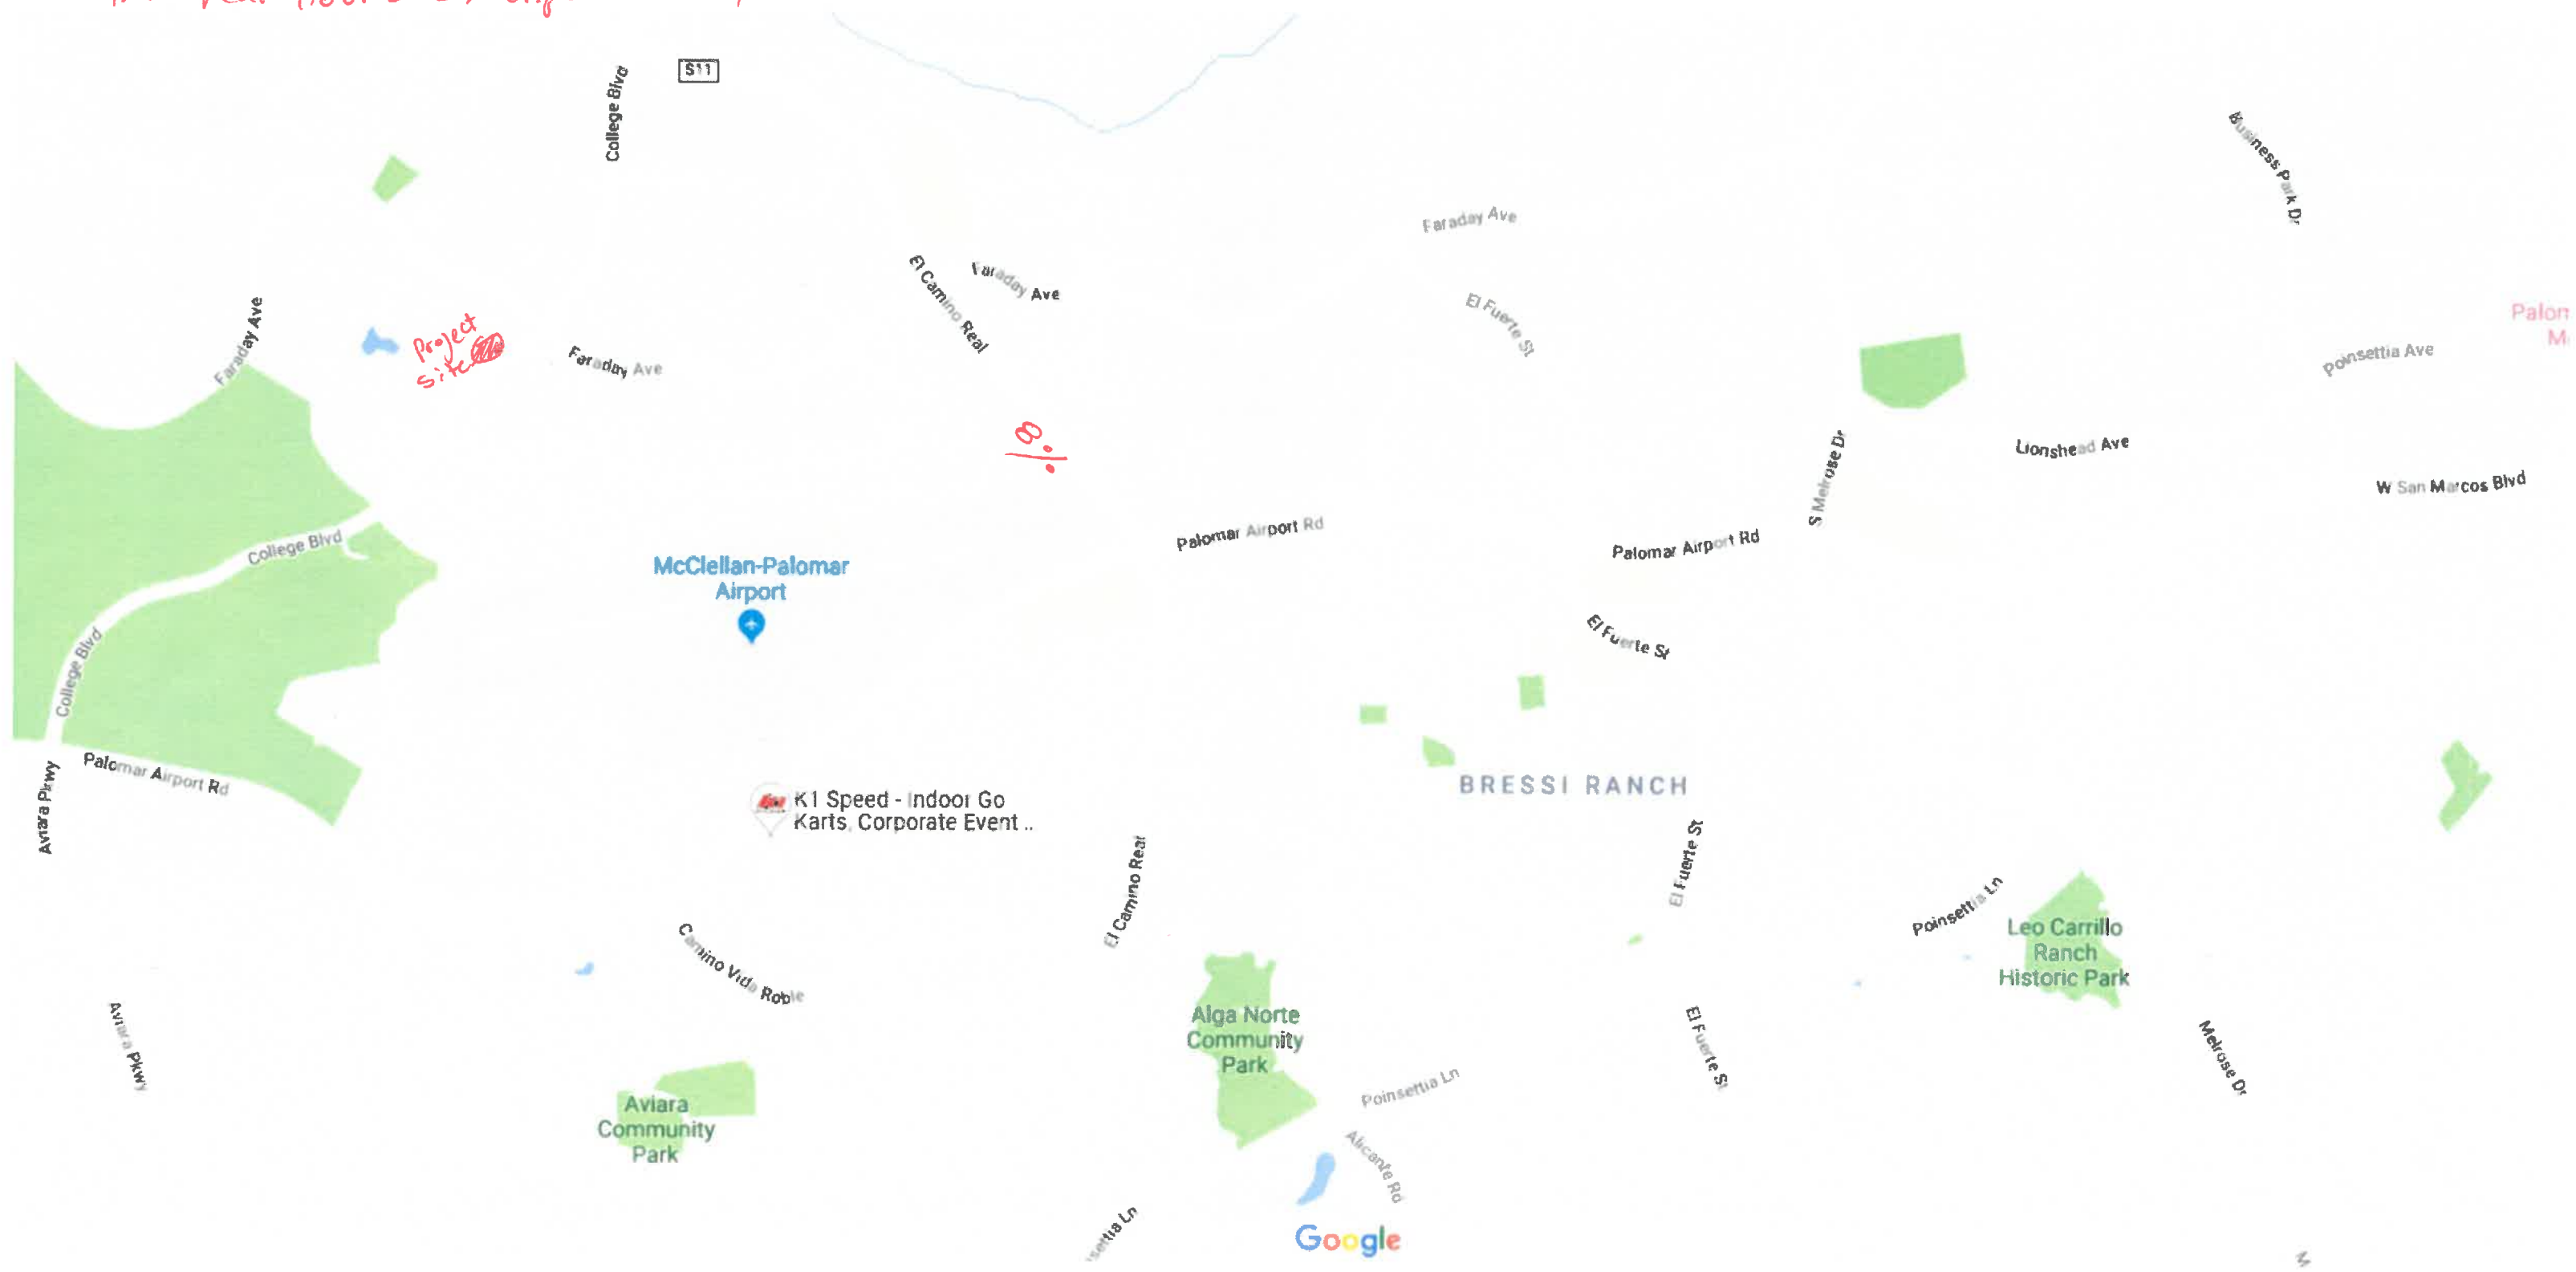 S11
College Blvd
Business Park Dr
Faraday Ave
El Camino Real
Faraday Ave
El Fuerte St
Faraday Ave
Project
Site
Faraday Ave
Palom
M
Poinsettia Ave
8%
S Melrose Dr
Lionshead Ave
W San Marcos Blvd
Palomar Airport Rd
Palomar Airport Rd
College Blvd
McClellan-Palomar
Airport
El Fuerte St
College Blvd
Palomar Airport Rd
Aviara Pkwy
K1 Speed - Indoor Go
Karts, Corporate Event ..
BRESSI RANCH
El Camino Real
El Fuerte St
Poinsettia Ln
Leo Carrillo
Ranch
Historic Park
Camino Vida Roble
Aviara Pkwy
Alga Norte
Community
Park
El Fuerte St
Melrose Dr
Poinsettia Ln
Aviara
Community
Park
Alicante Rd
settia Ln
Google
M